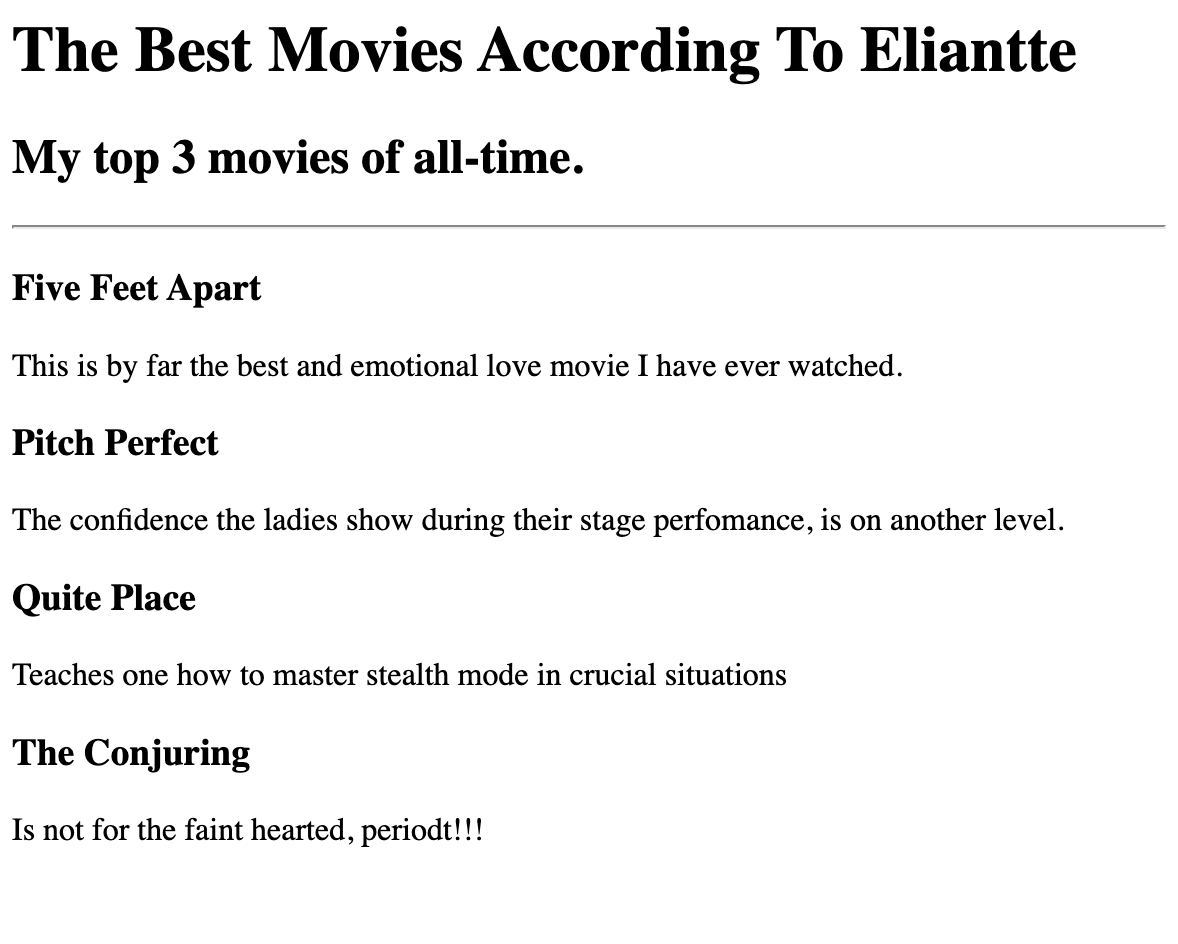 The Best Movies According To Eliantte
My top 3 movies of all-time.
Five Feet Apart
This is by far the best and emotional love movie I have ever watched.
Pitch Perfect
The confidence the ladies show during their stage perfomance, is on another level.
Quite Place
Teaches one how to master stealth mode in crucial situations
The Conjuring
Is not for the faint hearted, periodt!!!